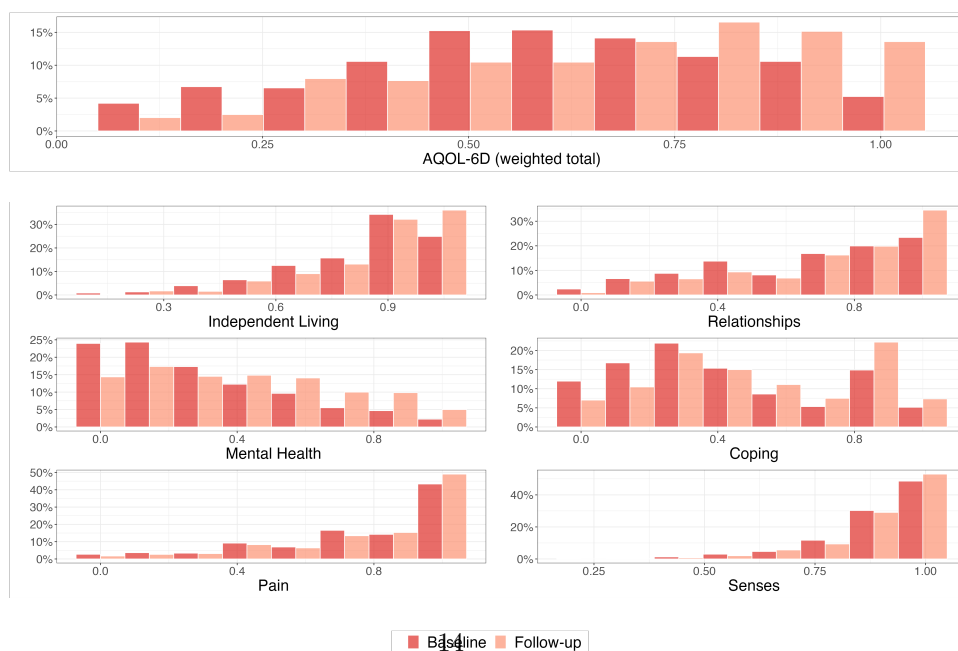 15%
10%
5%
0%
0.00 0.25 0.50 0.75 1.00
AQOL-6D (weighted total)
30% 30%
20% 20%
10% 10%
0% 0%
0.3 0.6 0.9 0.0 0.4 0.8
Independent Living Relationships
25%
20% 20%
15% 15%
10% 10%
5% 5%
0% 0%
0.0 0.4 0.8 0.0 0.4 0.8
Mental Health Coping
50%
40% 40%
30%
20% 20%
10%
0% 0%
0.0 0.4 0.8 0.25 0.50 0.75 1.00
Pain Senses
Baseline Follow-up
14